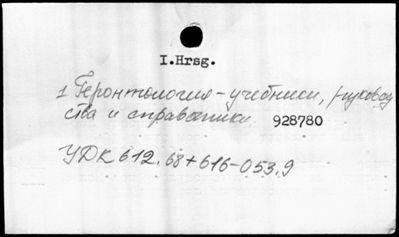 I.Hrsg.
1 Геронтология - учебники, руковод
ства и справочники 928780
УДК 612.68+616-053.9